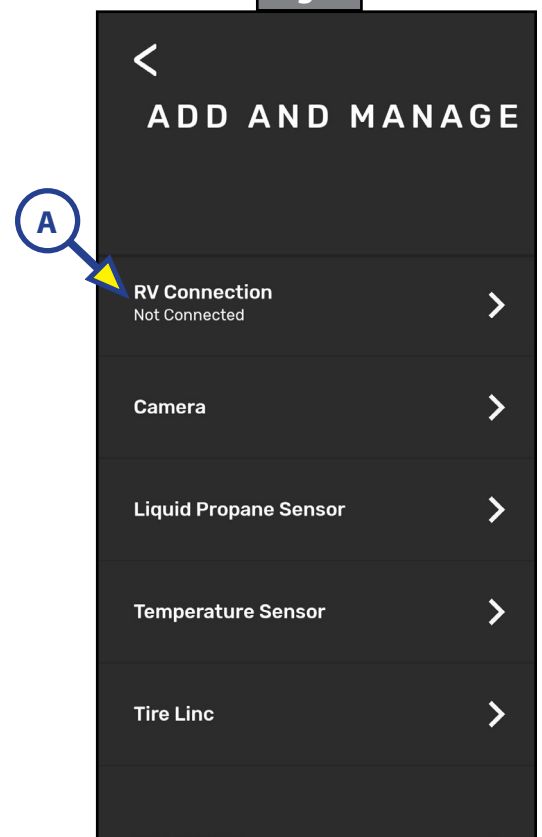 ADD AND MANAGE
A
RV Connection
Not Connected
Camera
Liquid Propane Sensor
Temperature Sensor
Tire Linc